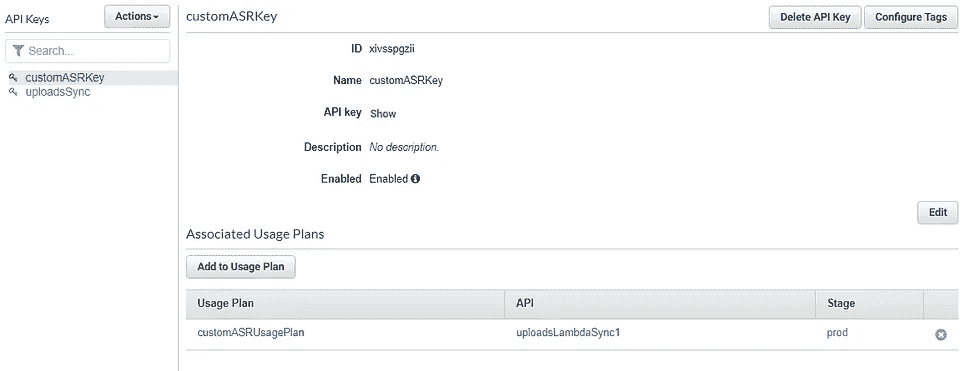 API Keys
Actions
Search...
customASRKey
uploadsSync
customASRKey
Delete API Key
Configure Tags
ID xivsspgzii
Name customASRKey
API key Show
Description No description.
Enabled Enabled
Edit
Associated Usage Plans
Add to Usage Plan
Usage Plan API Stage
customASRUsagePlan uploadsLambdaSync1 prod